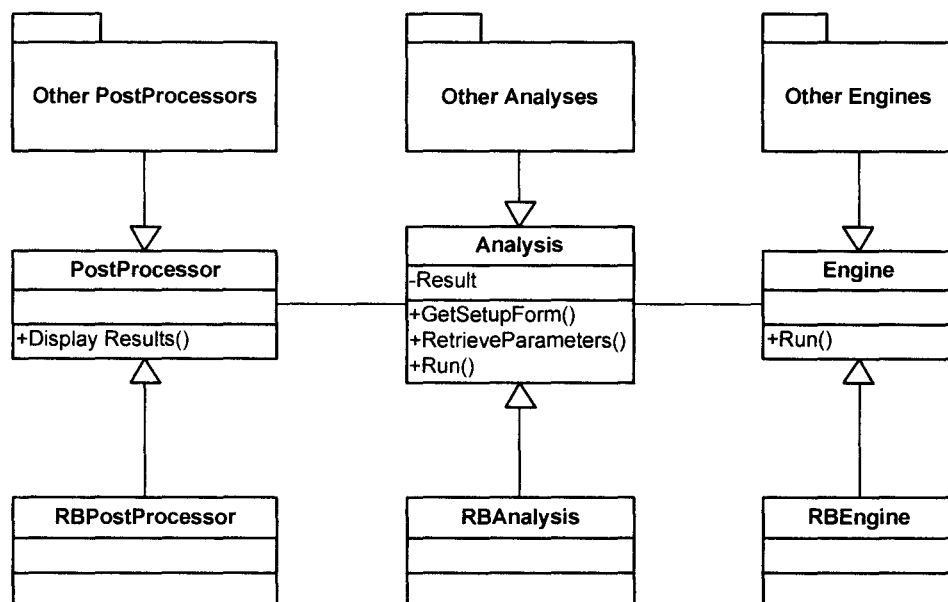 Other PostProcessors
Other Analyses
Other Engines
PostProcessor
+Display Results()
Analysis
-Result
+GetSetupForm()
+RetrieveParameters()
+Run()
Engine
+Run()
RBPostProcessor
RBAnalysis
RBEngine